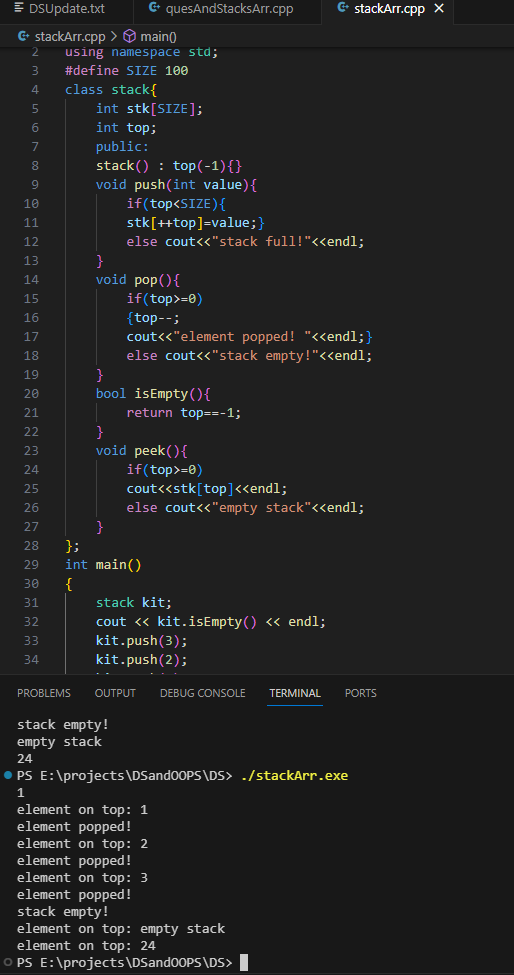 DSUpdate.txt quesAndStacksArr.cpp stackArr.cpp
stackArr.cpp > main()
2 using namespace std;
3 #define SIZE 100
4 class stack{
5 int stk[SIZE];
6 int top;
7 public:
8 stack() : top(-1){}
9 void push(int value){
10 if(top<SIZE){
11 stk[++top]=value;}
12 else cout<<"stack full!"<<endl;
13 }
14 void pop(){
15 if(top>=0)
16 {top--;
17 cout<<"element popped! "<<endl;}
18 else cout<<"stack empty!"<<endl;
19 }
20 bool isEmpty(){
21 return top==-1;
22 }
23 void peek(){
24 if(top>=0)
25 cout<<stk[top]<<endl;
26 else cout<<"empty stack"<<endl;
27 }
28 };
29 int main()
30 {
31 stack kit;
32 cout << kit.isEmpty() << endl;
33 kit.push(3);
34 kit.push(2);
PROBLEMS OUTPUT DEBUG CONSOLE TERMINAL PORTS
stack empty!
empty stack
24
PS E:\projects\DSandOOPS\DS> ./stackArr.exe
1
element on top: 1
element popped!
element on top: 2
element popped!
element on top: 3
element popped!
stack empty!
element on top: empty stack
element on top: 24
PS E:\projects\DSandOOPS\DS>